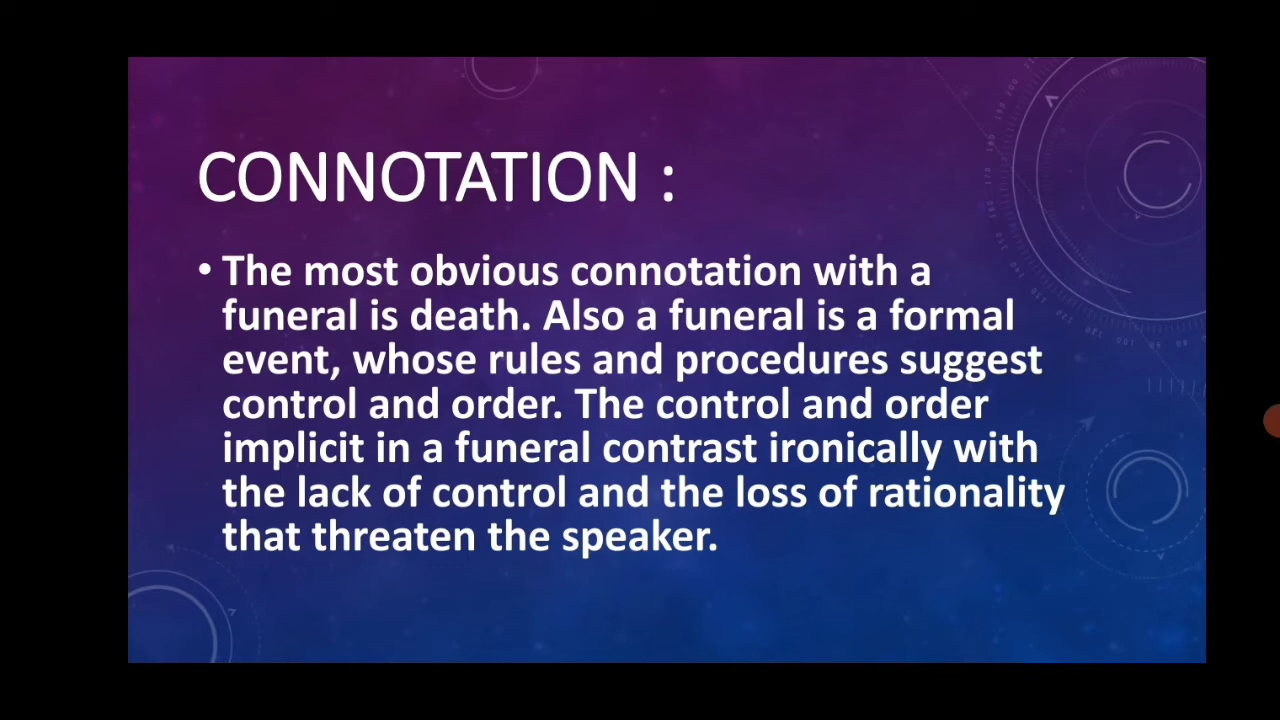 CONNOTATION :
• The most obvious connotation with a
funeral is death. Also a funeral is a formal
event, whose rules and procedures suggest
control and order. The control and order
implicit in a funeral contrast ironically with
the lack of control and the loss of rationality
that threaten the speaker.